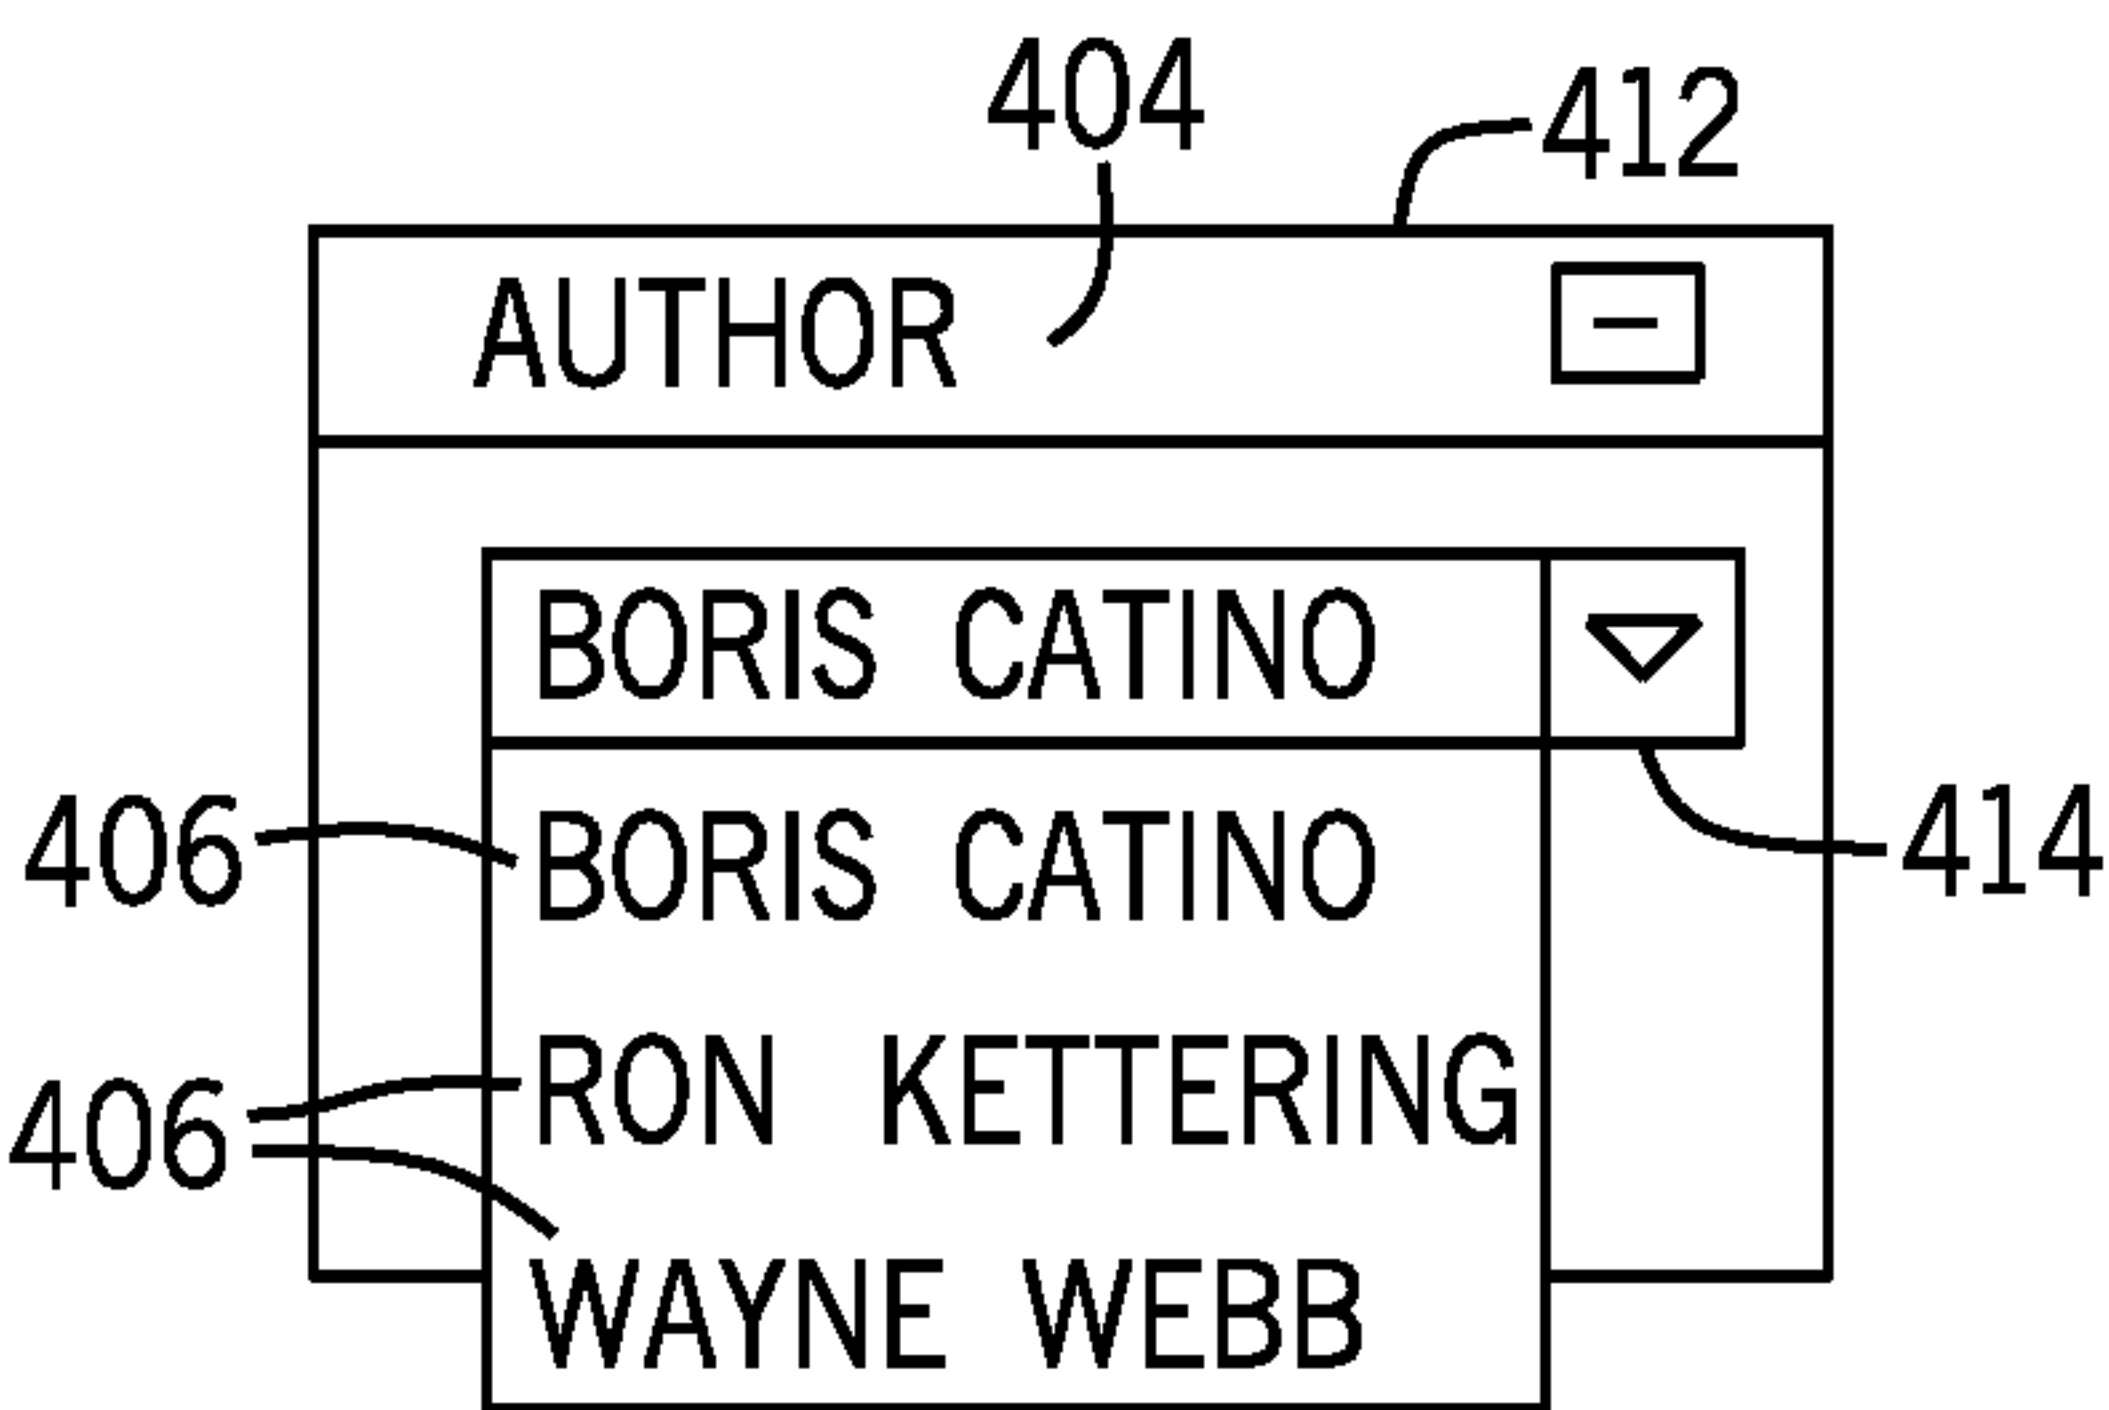 404
412
AUTHOR
BORIS CATINO
406
BORIS CATINO
414
RON KETTERING
406
WAYNE WEBB